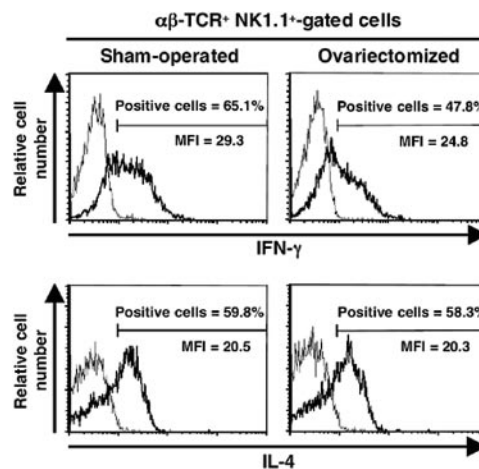 αβ-TCR⁺ NK1.1⁺-gated cells
Sham-operated
Ovariectomized
Relative cell
number
Positive cells = 65.1%
MFI = 29.3
Positive cells = 47.8%
MFI = 24.8
IFN-γ
Relative cell
number
Positive cells = 59.8%
MFI = 20.5
Positive cells = 58.3%
MFI = 20.3
IL-4